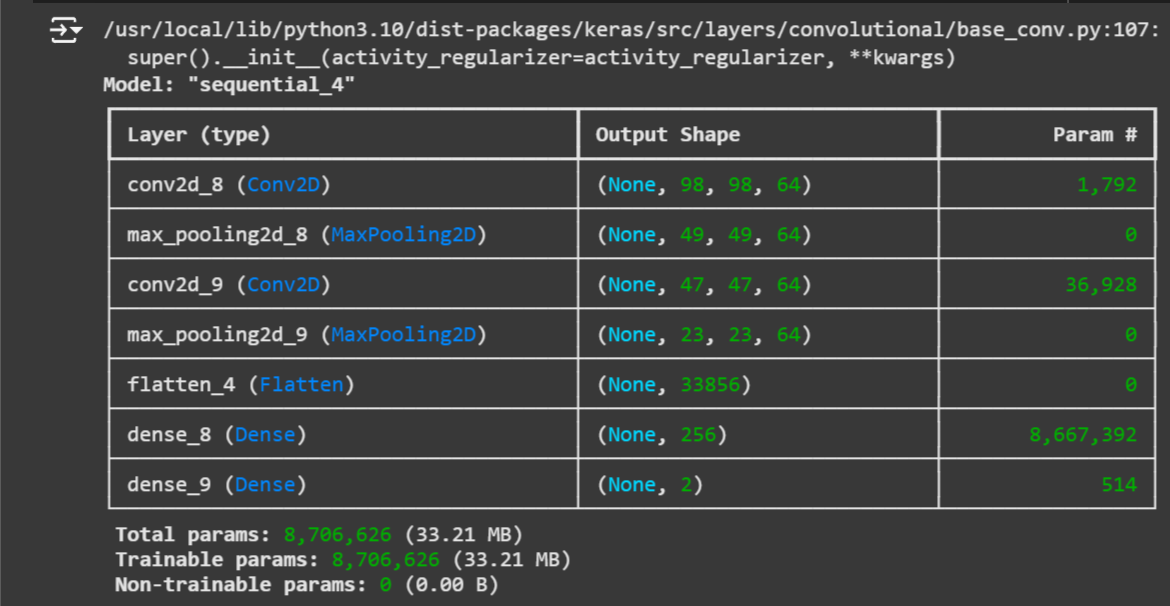 /usr/local/lib/python3.10/dist-packages/keras/src/layers/convolutional/base_conv.py:107:
super().__init__(activity_regularizer=activity_regularizer, **kwargs)
Model: "sequential_4"
Layer (type) Output Shape Param #
conv2d_8 (Conv2D) (None, 98, 98, 64) 1,792
max_pooling2d_8 (MaxPooling2D) (None, 49, 49, 64) 0
conv2d_9 (Conv2D) (None, 47, 47, 64) 36,928
max_pooling2d_9 (MaxPooling2D) (None, 23, 23, 64) 0
flatten_4 (Flatten) (None, 33856) 0
dense_8 (Dense) (None, 256) 8,667,392
dense_9 (Dense) (None, 2) 514
Total params: 8,706,626 (33.21 MB)
Trainable params: 8,706,626 (33.21 MB)
Non-trainable params: 0 (0.00 B)